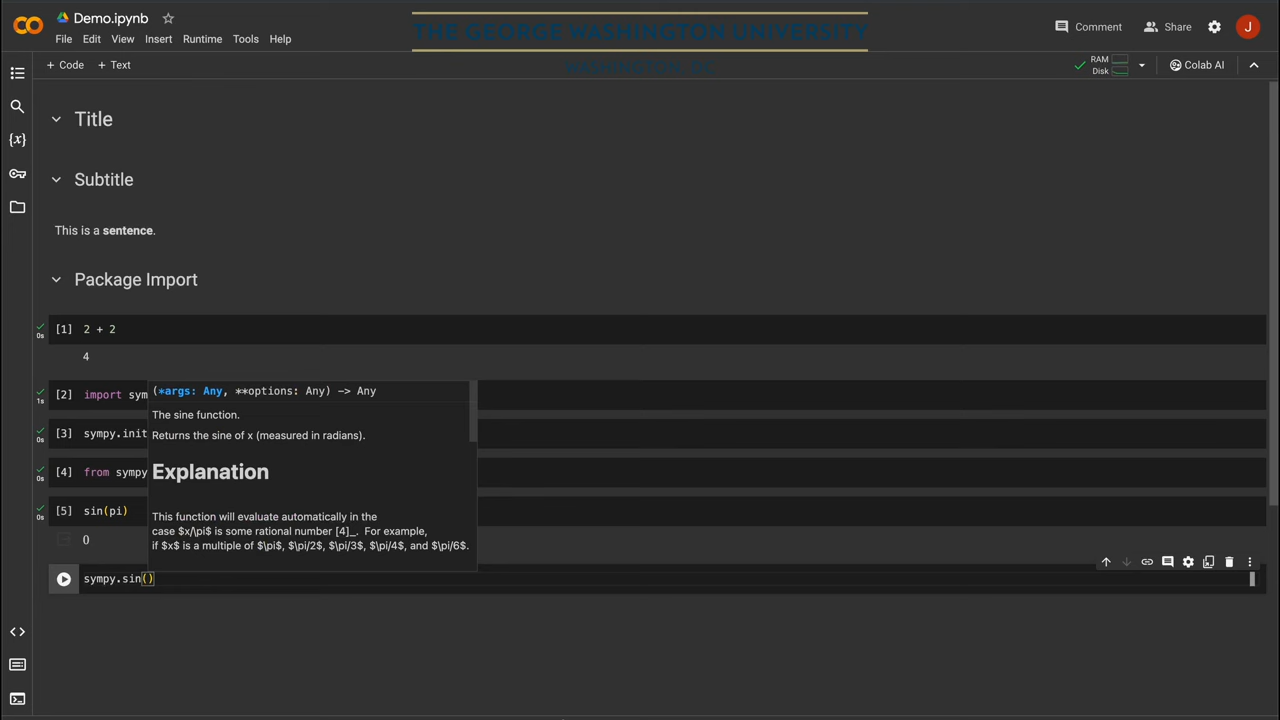 Demo.ipynb
THE GEORGE WASHINGTON UNIVERSITY
WASHINGTON, DC
File Edit View Insert Runtime Tools Help
Comment Share J
+ Code + Text
RAM
Disk
Colab AI
Title
Subtitle
This is a sentence.
Package Import
[1] 2 + 2
0s
4
[2] import sym
1s
(*args: Any, **options: Any) -> Any
The sine function.
Returns the sine of x (measured in radians).
[3] sympy.init
0s
Explanation
[4] from sympy
0s
[5] sin(pi)
0s
0
This function will evaluate automatically in the
case $x/\pi$ is some rational number [4]_. For example,
if $x$ is a multiple of $\pi$, $\pi/2$, $\pi/3$, $\pi/4$, and $\pi/6$.
sympy.sin()